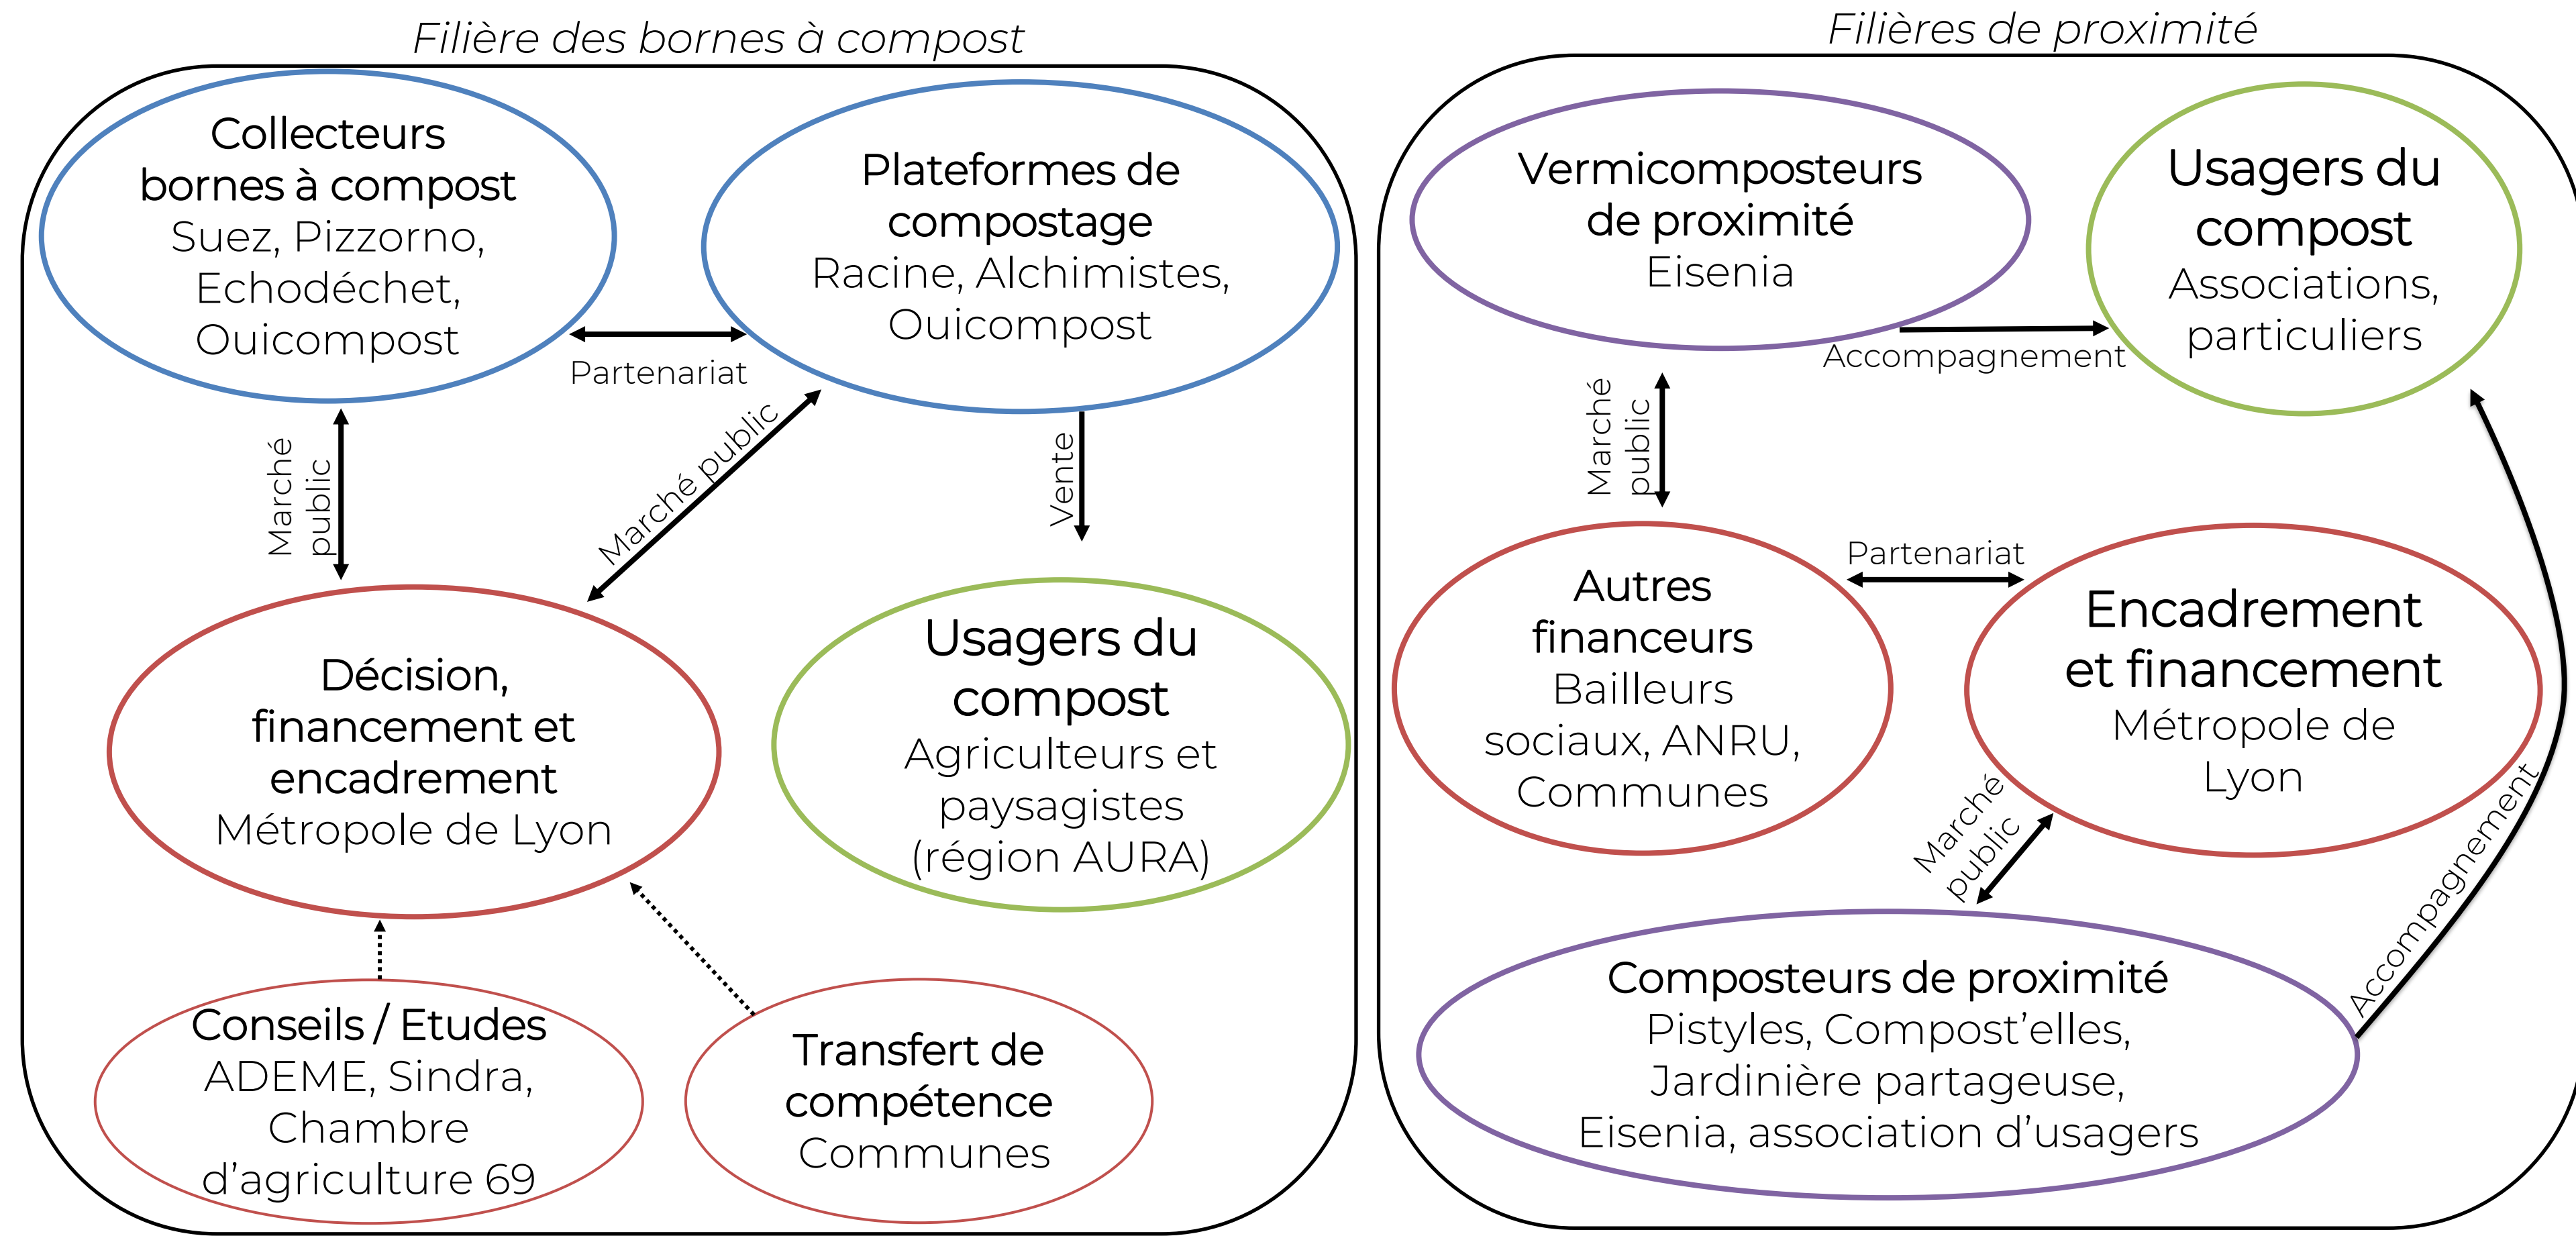 Filière des bornes à compost
Collecteurs
bornes à compost
Suez, Pizzorno,
Echodéchet,
Ouicompost
Plateformes de
compostage
Racine, Alchimistes,
Ouicompost
Partenariat
Marché
public
Marché public
Vente
Décision,
financement et
encadrement
Métropole de Lyon
Usagers du
compost
Agriculteurs et
paysagistes
(région AURA)
Conseils / Etudes
ADEME, Sindra,
Chambre
d’agriculture 69
Transfert de
compétence
Communes
Filières de proximité
Vermicomposteurs
de proximité
Eisenia
Usagers du
compost
Associations,
particuliers
Accompagnement
Marché
public
Autres
financeurs
Bailleurs
sociaux, ANRU,
Communes
Partenariat
Encadrement
et financement
Métropole de
Lyon
Marché
public
Accompagnement
Composteurs de proximité
Pistyles, Compost’elles,
Jardinière partageuse,
Eisenia, association d’usagers